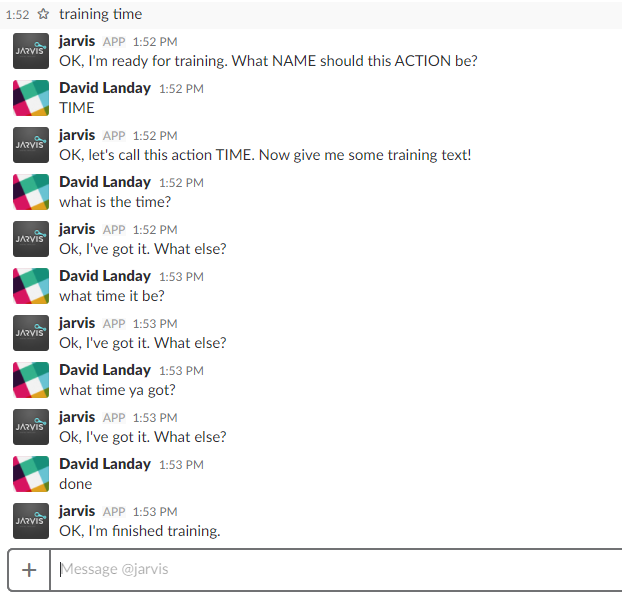 1:52 ☆ training time
jarvis APP 1:52 PM
JARVIS
OK, I'm ready for training. What NAME should this ACTION be?
David Landay 1:52 PM
TIME
jarvis APP 1:52 PM
JARVIS
OK, let's call this action TIME. Now give me some training text!
David Landay 1:52 PM
what is the time?
jarvis APP 1:52 PM
JARVIS
Ok, I've got it. What else?
David Landay 1:53 PM
what time it be?
jarvis APP 1:53 PM
JARVIS
Ok, I've got it. What else?
David Landay 1:53 PM
what time ya got?
jarvis APP 1:53 PM
JARVIS
Ok, I've got it. What else?
David Landay 1:53 PM
done
jarvis APP 1:53 PM
JARVIS
OK, I'm finished training.
+ Message @jarvis